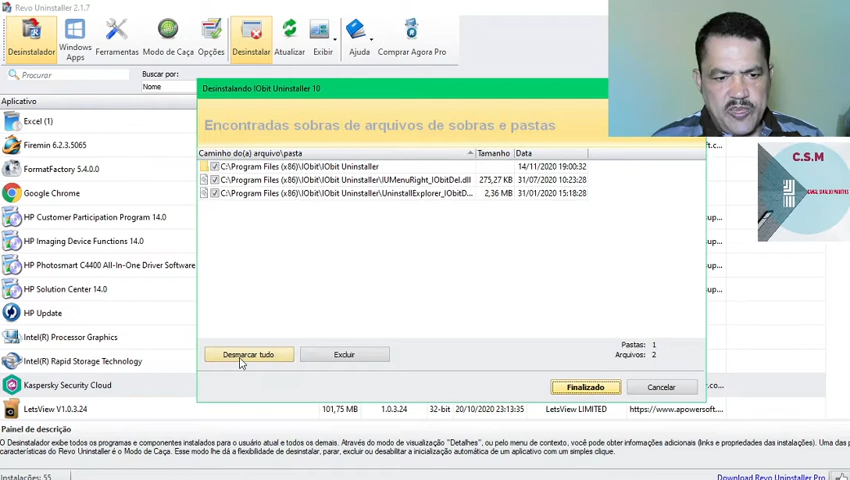 Revo Uninstaller 2.1.7
Desinstalador
Windows Apps
Ferramentas
Modo de Caça
Opções
Desinstalar
Atualizar
Exibir
Ajuda
Comprar Agora Pro
Procurar
Buscar por:
Nome
Aplicativo
Excel (1)
Firemin 6.2.3.5065
FormatFactory 5.4.0.0
Google Chrome
HP Customer Participation Program 14.0
HP Imaging Device Functions 14.0
HP Photosmart C4400 All-In-One Driver Software
HP Solution Center 14.0
HP Update
Intel(R) Processor Graphics
Intel(R) Rapid Storage Technology
Kaspersky Security Cloud
LetsView V1.0.3.24 101,75 MB 1.0.3.24 32-bit 20/10/2020 23:13:35 LetsView LIMITED https://www.apowersoft....
Desinstalando IObit Uninstaller 10
Encontradas sobras de arquivos de sobras e pastas
Caminho do(a) arquivo\pasta Tamanho Data
C:\Program Files (x86)\IObit\IObit Uninstaller 14/11/2020 19:00:32
C:\Program Files (x86)\IObit\IObit Uninstaller\IUMenuRight_IObitDel.dll 275,27 KB 31/07/2020 10:23:28
C:\Program Files (x86)\IObit\IObit Uninstaller\UninstallExplorer_IObitD... 2,36 MB 31/01/2020 15:18:28
Desmarcar tudo
Excluir
Pastas: 1
Arquivos: 2
Finalizado
Cancelar
C.S.M
Painel de descrição
O Desinstalador exibe todos os programas e componentes instalados para o usuário atual e todos os demais. Através do modo de visualização "Detalhes", ou pelo menu de contexto, você pode obter informações adicionais (links e propriedades das instalações). Uma das p
características do Revo Uninstaller é o Modo de Caça. Esse modo lhe dá a flexibilidade de desinstalar, parar, excluir ou desabilitar a inicialização automática de um aplicativo com um simples clique.
Instalações: 55
Download Revo Uninstaller Pro